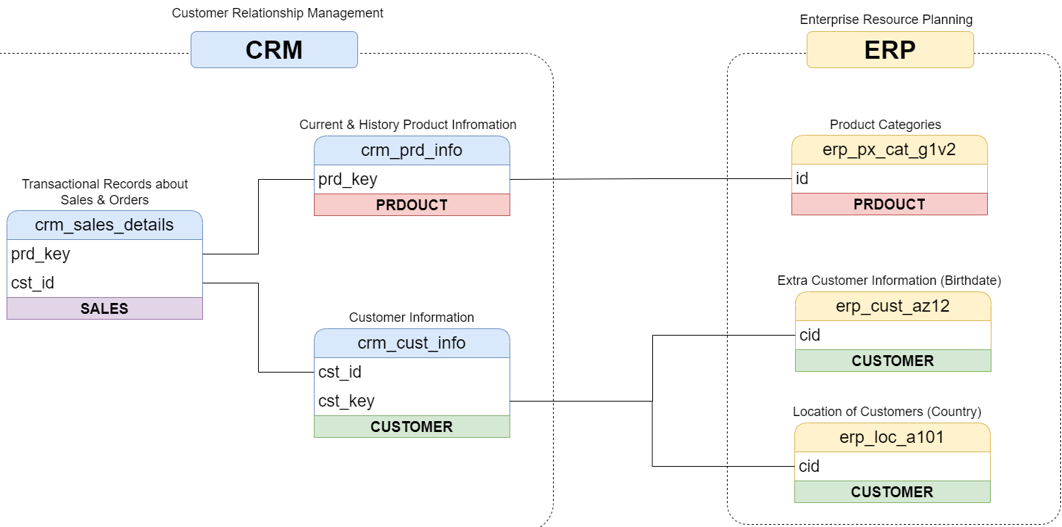 Customer Relationship Management
CRM
Enterprise Resource Planning
ERP
Transactional Records about
Sales & Orders
crm_sales_details
prd_key
cst_id
SALES
Current & History Product Infromation
crm_prd_info
prd_key
PRDOUCT
Customer Information
crm_cust_info
cst_id
cst_key
CUSTOMER
Product Categories
erp_px_cat_g1v2
id
PRDOUCT
Extra Customer Information (Birthdate)
erp_cust_az12
cid
CUSTOMER
Location of Customers (Country)
erp_loc_a101
cid
CUSTOMER